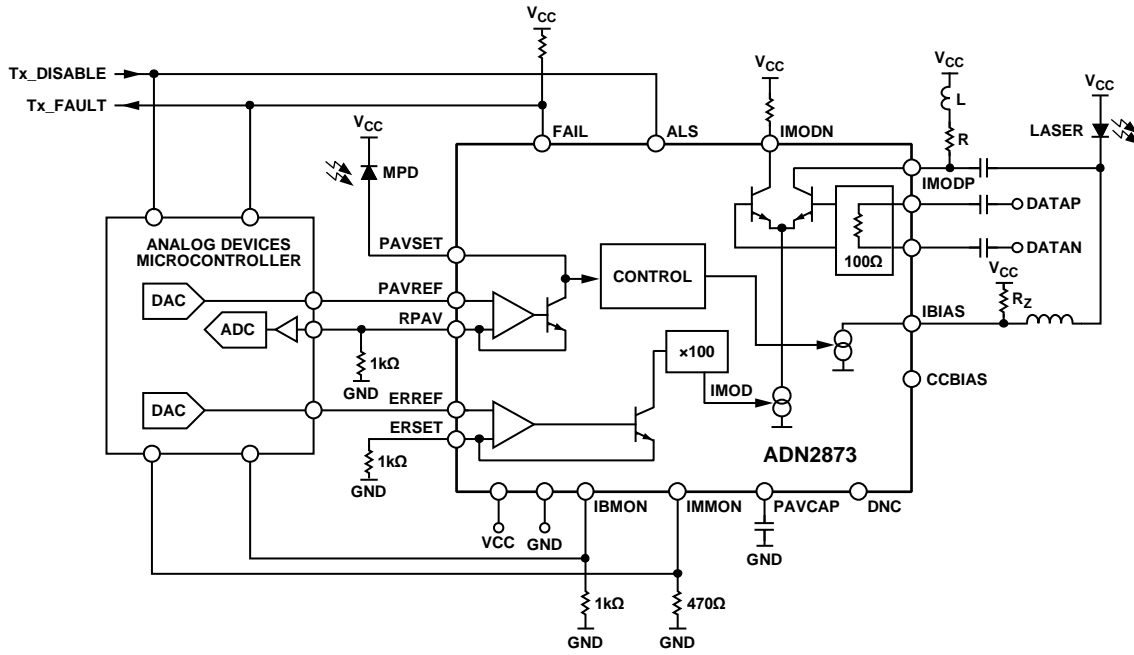 VCC
Tx_DISABLE
Tx_FAULT
VCC
VCC
L
R
VCC
LASER
VCC
MPD
FAIL
ALS
IMODN
IMODP
DATAP
DATAN
100Ω
ANALOG DEVICES
MICROCONTROLLER
PAVSET
CONTROL
VCC
RZ
DAC
PAVREF
IBIAS
ADC
RPAV
1kΩ
GND
×100
IMOD
CCBIAS
DAC
ERREF
ERSET
1kΩ
GND
ADN2873
IBMON
IMMON
PAVCAP
DNC
VCC
GND
GND
1kΩ
470Ω
GND
GND